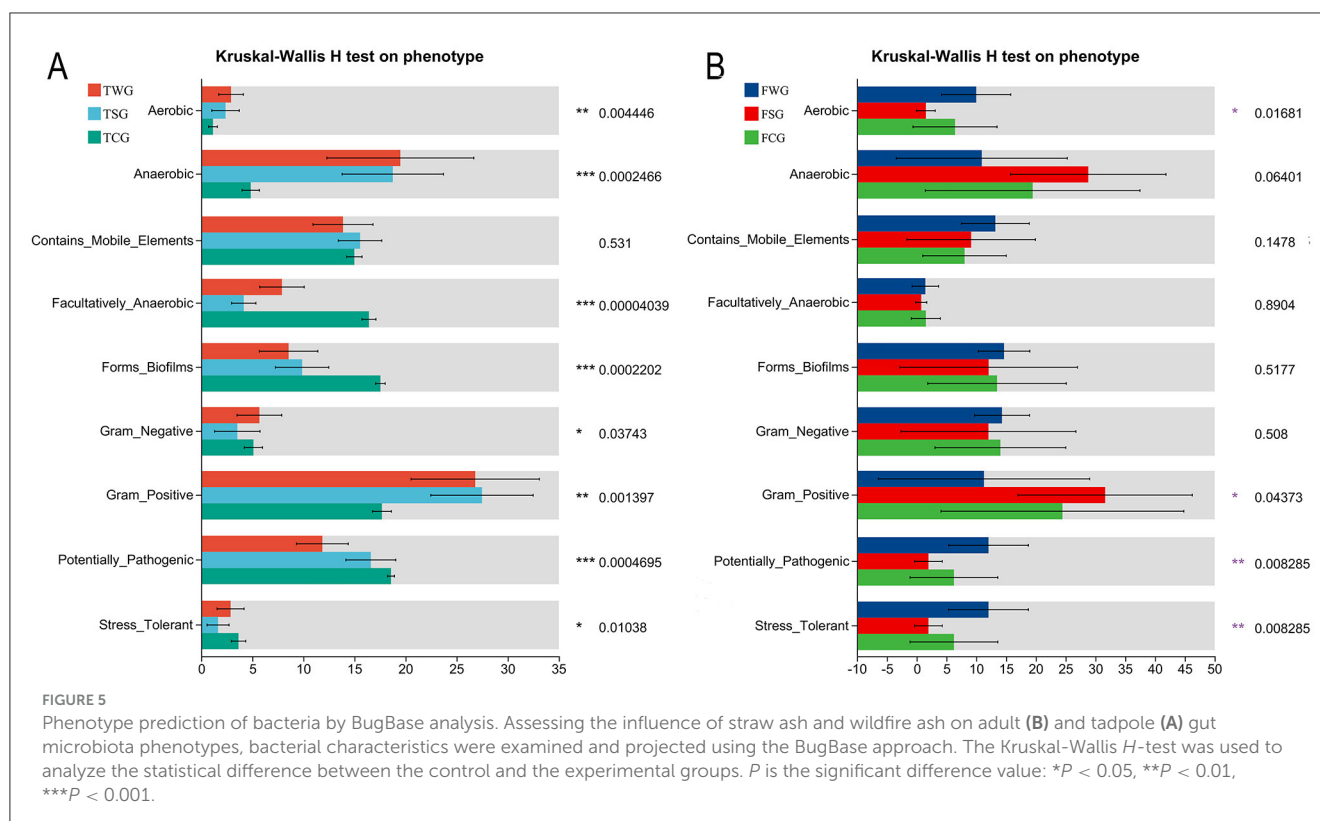 A
Kruskal-Wallis H test on phenotype
TWG
TSG
TCG
Aerobic
** 0.004446
Anaerobic
*** 0.0002466
Contains_Mobile_Elements
0.531
Facultatively_Anaerobic
*** 0.00004039
Forms_Biofilms
*** 0.0002202
Gram_Negative
* 0.03743
Gram_Positive
** 0.001397
Potentially_Pathogenic
*** 0.0004695
Stress_Tolerant
* 0.01038
0 5 10 15 20 25 30 35
B
Kruskal-Wallis H test on phenotype
FWG
FSG
FCG
Aerobic
* 0.01681
Anaerobic
0.06401
Contains_Mobile_Elements
0.1478
Facultatively_Anaerobic
0.8904
Forms_Biofilms
0.5177
Gram_Negative
0.508
Gram_Positive
* 0.04373
Potentially_Pathogenic
** 0.008285
Stress_Tolerant
** 0.008285
-10 -5 0 5 10 15 20 25 30 35 40 45 50
FIGURE 5
Phenotype prediction of bacteria by BugBase analysis. Assessing the influence of straw ash and wildfire ash on adult (B) and tadpole (A) gut
microbiota phenotypes, bacterial characteristics were examined and projected using the BugBase approach. The Kruskal-Wallis H-test was used to
analyze the statistical difference between the control and the experimental groups. P is the significant difference value: *P < 0.05, **P < 0.01,
***P < 0.001.